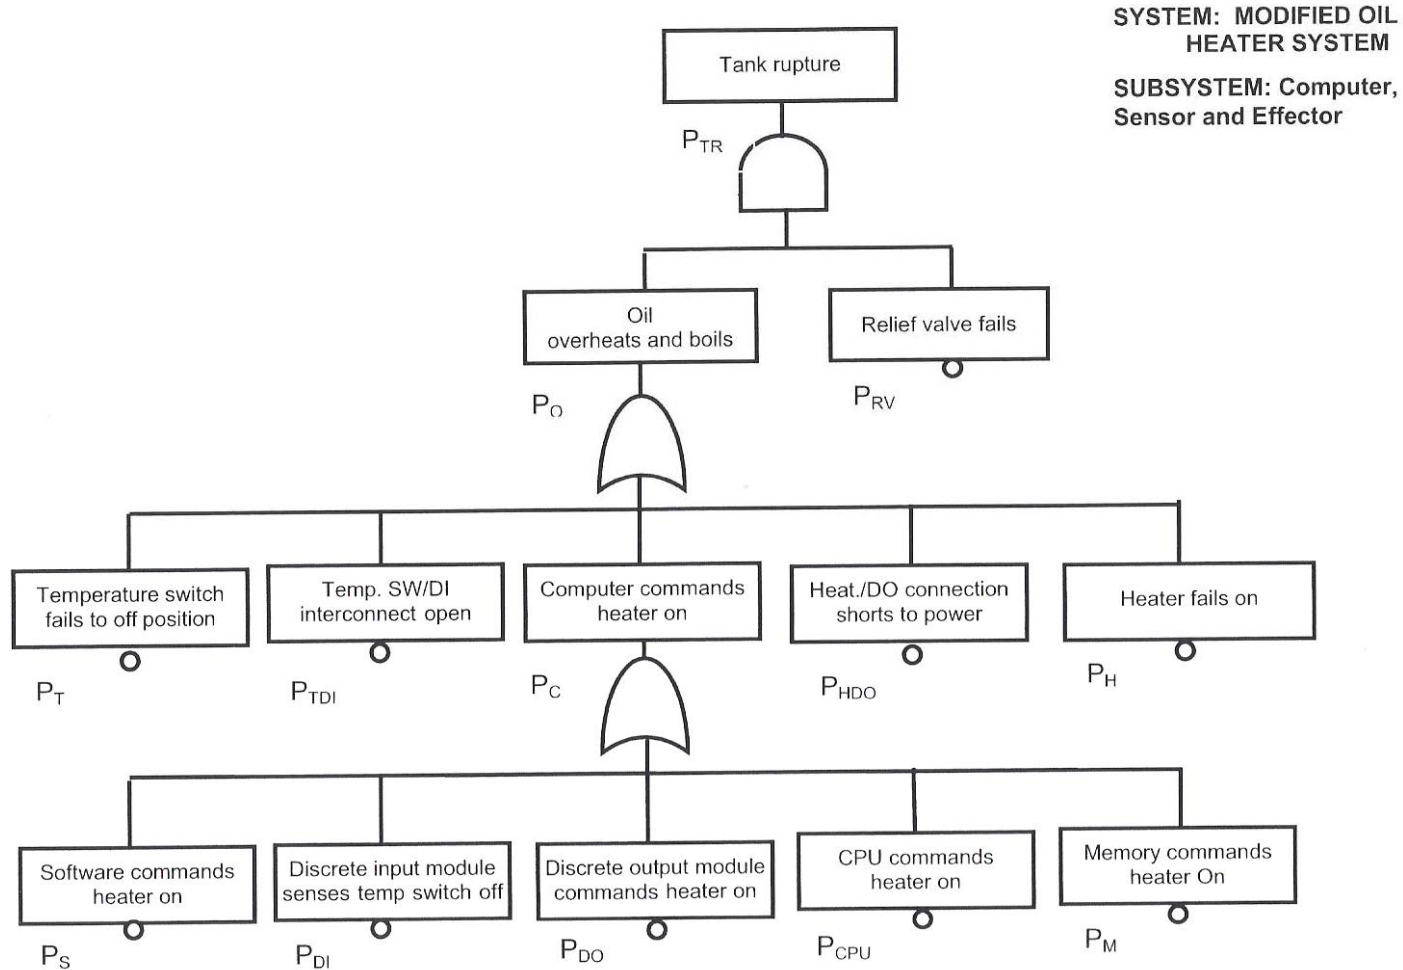 SYSTEM: MODIFIED OIL
HEATER SYSTEM
SUBSYSTEM: Computer,
Sensor and Effector
Tank rupture
PTR
Oil
overheats and boils
Relief valve fails
PO
PRV
Temperature switch
fails to off position
Temp. SW/DI
interconnect open
Computer commands
heater on
Heat./DO connection
shorts to power
Heater fails on
PT
PTDI
PC
PHDO
PH
Software commands
heater on
Discrete input module
senses temp switch off
Discrete output module
commands heater on
CPU commands
heater on
Memory commands
heater On
PS
PDI
PDO
PCPU
PM